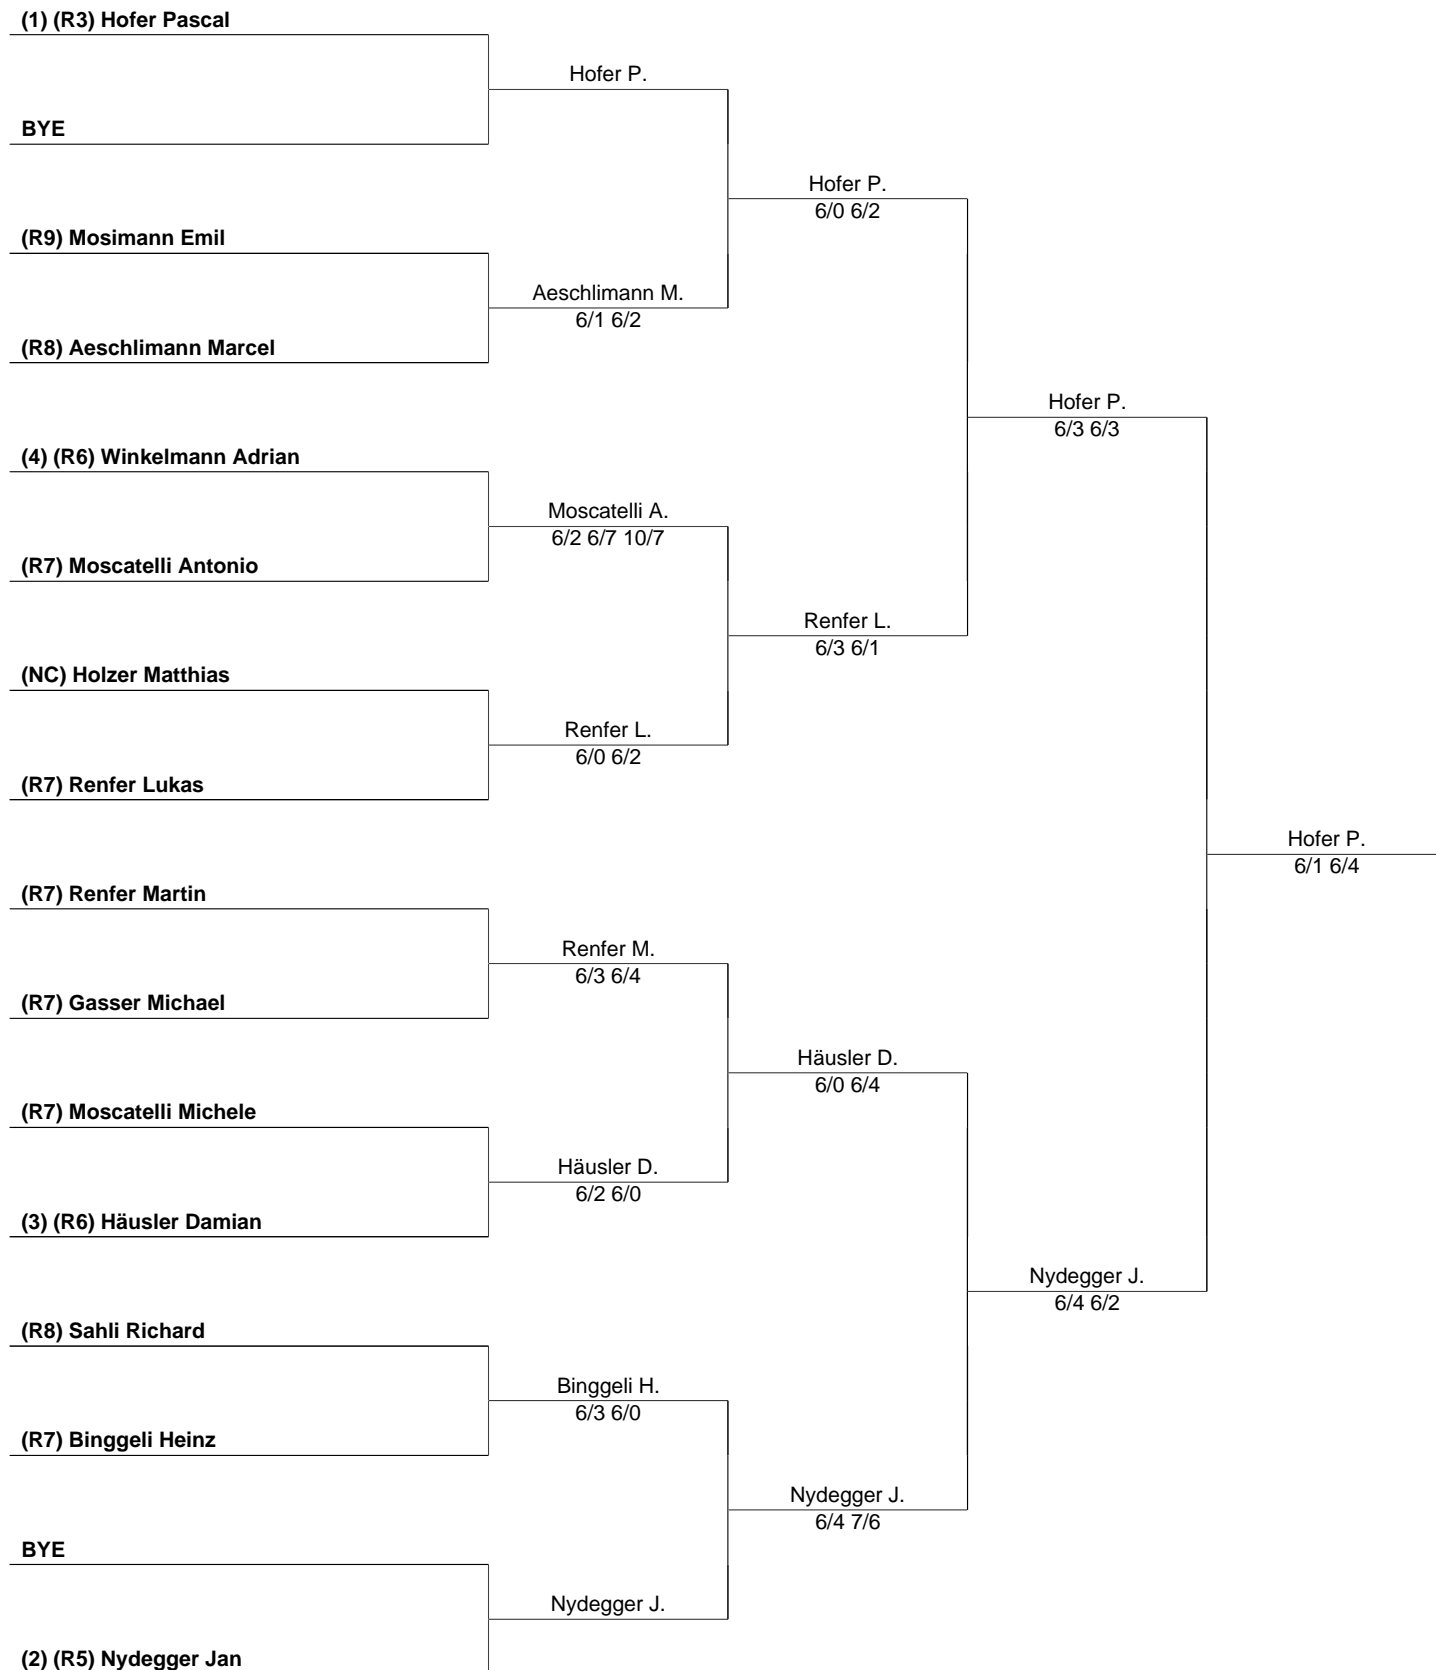 (1) (R3) Hofer Pascal
Hofer P.
BYE
Hofer P.
6/0 6/2
(R9) Mosimann Emil
Aeschlimann M.
6/1 6/2
(R8) Aeschlimann Marcel
Hofer P.
6/3 6/3
(4) (R6) Winkelmann Adrian
Moscatelli A.
6/2 6/7 10/7
(R7) Moscatelli Antonio
Renfer L.
6/3 6/1
(NC) Holzer Matthias
Renfer L.
6/0 6/2
(R7) Renfer Lukas
Hofer P.
6/1 6/4
(R7) Renfer Martin
Renfer M.
6/3 6/4
(R7) Gasser Michael
Häusler D.
6/0 6/4
(R7) Moscatelli Michele
Häusler D.
6/2 6/0
(3) (R6) Häusler Damian
Nydegger J.
6/4 6/2
(R8) Sahli Richard
Binggeli H.
6/3 6/0
(R7) Binggeli Heinz
Nydegger J.
6/4 7/6
BYE
Nydegger J.
(2) (R5) Nydegger Jan